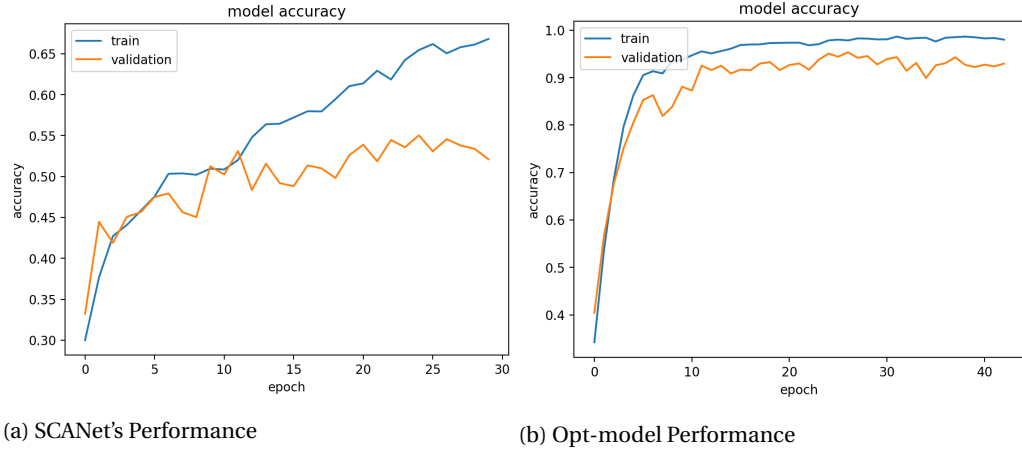 model accuracy
train
validation
0.65
0.60
0.55
0.50
0.45
0.40
0.35
0.30
accuracy
0
5
10
15
20
25
30
epoch
(a) SCANet's Performance
model accuracy
train
validation
1.0
0.9
0.8
0.7
0.6
0.5
0.4
accuracy
0
10
20
30
40
epoch
(b) Opt-model Performance